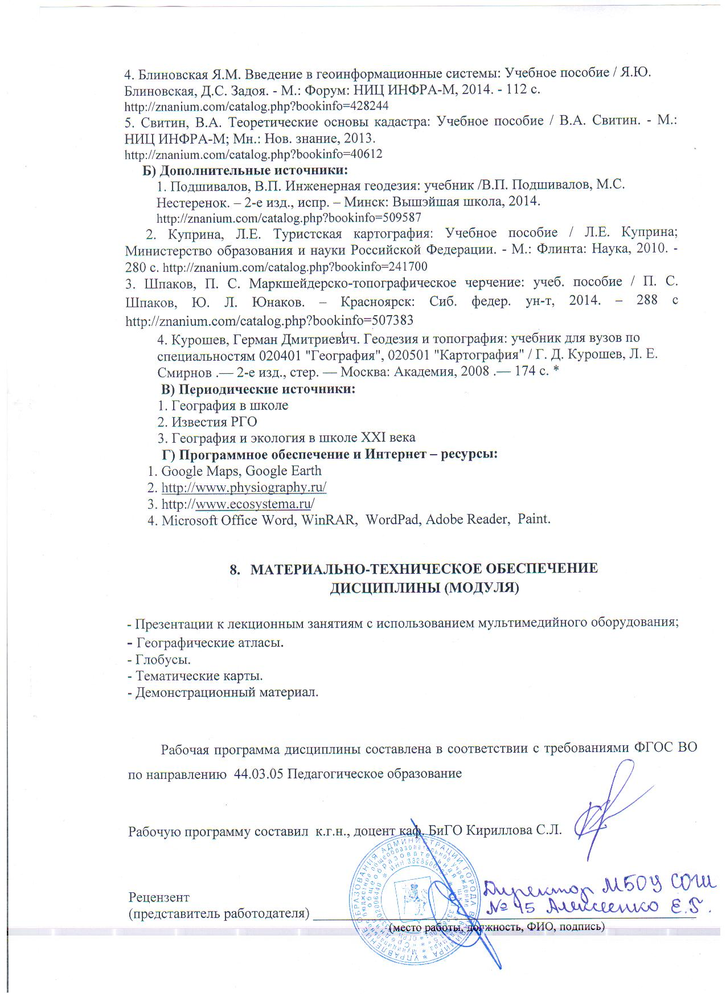 4. Блиновская Я.М. Введение в геоинформационные системы: Учебное пособие / Я.Ю.
Блиновская, Д.С. Задоя. - М.: Форум: НИЦ ИНФРА-М, 2014. - 112 с.
http://znanium.com/catalog.php?bookinfo=428244
5. Свитин, В.А. Теоретические основы кадастра: Учебное пособие / В.А. Свитин. - М.:
НИЦ ИНФРА-М; Мн.: Нов. знание, 2013.
http://znanium.com/catalog.php?bookinfo=40612
Б) Дополнительные источники:
1. Подшивалов, В.П. Инженерная геодезия: учебник /В.П. Подшивалов, М.С.
Нестеренок. – 2-е изд., испр. – Минск: Вышэйшая школа, 2014.
http://znanium.com/catalog.php?bookinfo=509587
2. Куприна, Л.Е. Туристская картография: Учебное пособие / Л.Е. Куприна;
Министерство образования и науки Российской Федерации. - М.: Флинта: Наука, 2010. -
280 с. http://znanium.com/catalog.php?bookinfo=241700
3. Шпаков, П. С. Маркшейдерско-топографическое черчение: учеб. пособие / П. С.
Шпаков, Ю. Л. Юнаков. – Красноярск: Сиб. федер. ун-т, 2014. – 288 с
http://znanium.com/catalog.php?bookinfo=507383
4. Курошев, Герман Дмитриевич. Геодезия и топография: учебник для вузов по
специальностям 020401 "География", 020501 "Картография" / Г. Д. Курошев, Л. Е.
Смирнов .— 2-е изд., стер. — Москва: Академия, 2008 .— 174 с. *
В) Периодические источники:
1. География в школе
2. Известия РГО
3. География и экология в школе XXI века
Г) Программное обеспечение и Интернет – ресурсы:
1. Google Maps, Google Earth
2. http://www.physiography.ru/
3. http://www.ecosystema.ru/
4. Microsoft Office Word, WinRAR, WordPad, Adobe Reader, Paint.
8. МАТЕРИАЛЬНО-ТЕХНИЧЕСКОЕ ОБЕСПЕЧЕНИЕ
ДИСЦИПЛИНЫ (МОДУЛЯ)
- Презентации к лекционным занятиям с использованием мультимедийного оборудования;
- Географические атласы.
- Глобусы.
- Тематические карты.
- Демонстрационный материал.
Рабочая программа дисциплины составлена в соответствии с требованиями ФГОС ВО
по направлению 44.03.05 Педагогическое образование
Рабочую программу составил к.г.н., доцент каф. БиГО Кириллова С.Л.
УПРАВЛЕНИЕ ОБРАЗОВАНИЯ АДМИНИСТРАЦИИ ГОРОДА ВЛАДИМИРА
Директор МБОУ СОШ
Рецензент
№ 45 Алексеенко Е.Г.
(представитель работодателя)
(место работы, должность, ФИО, подпись)